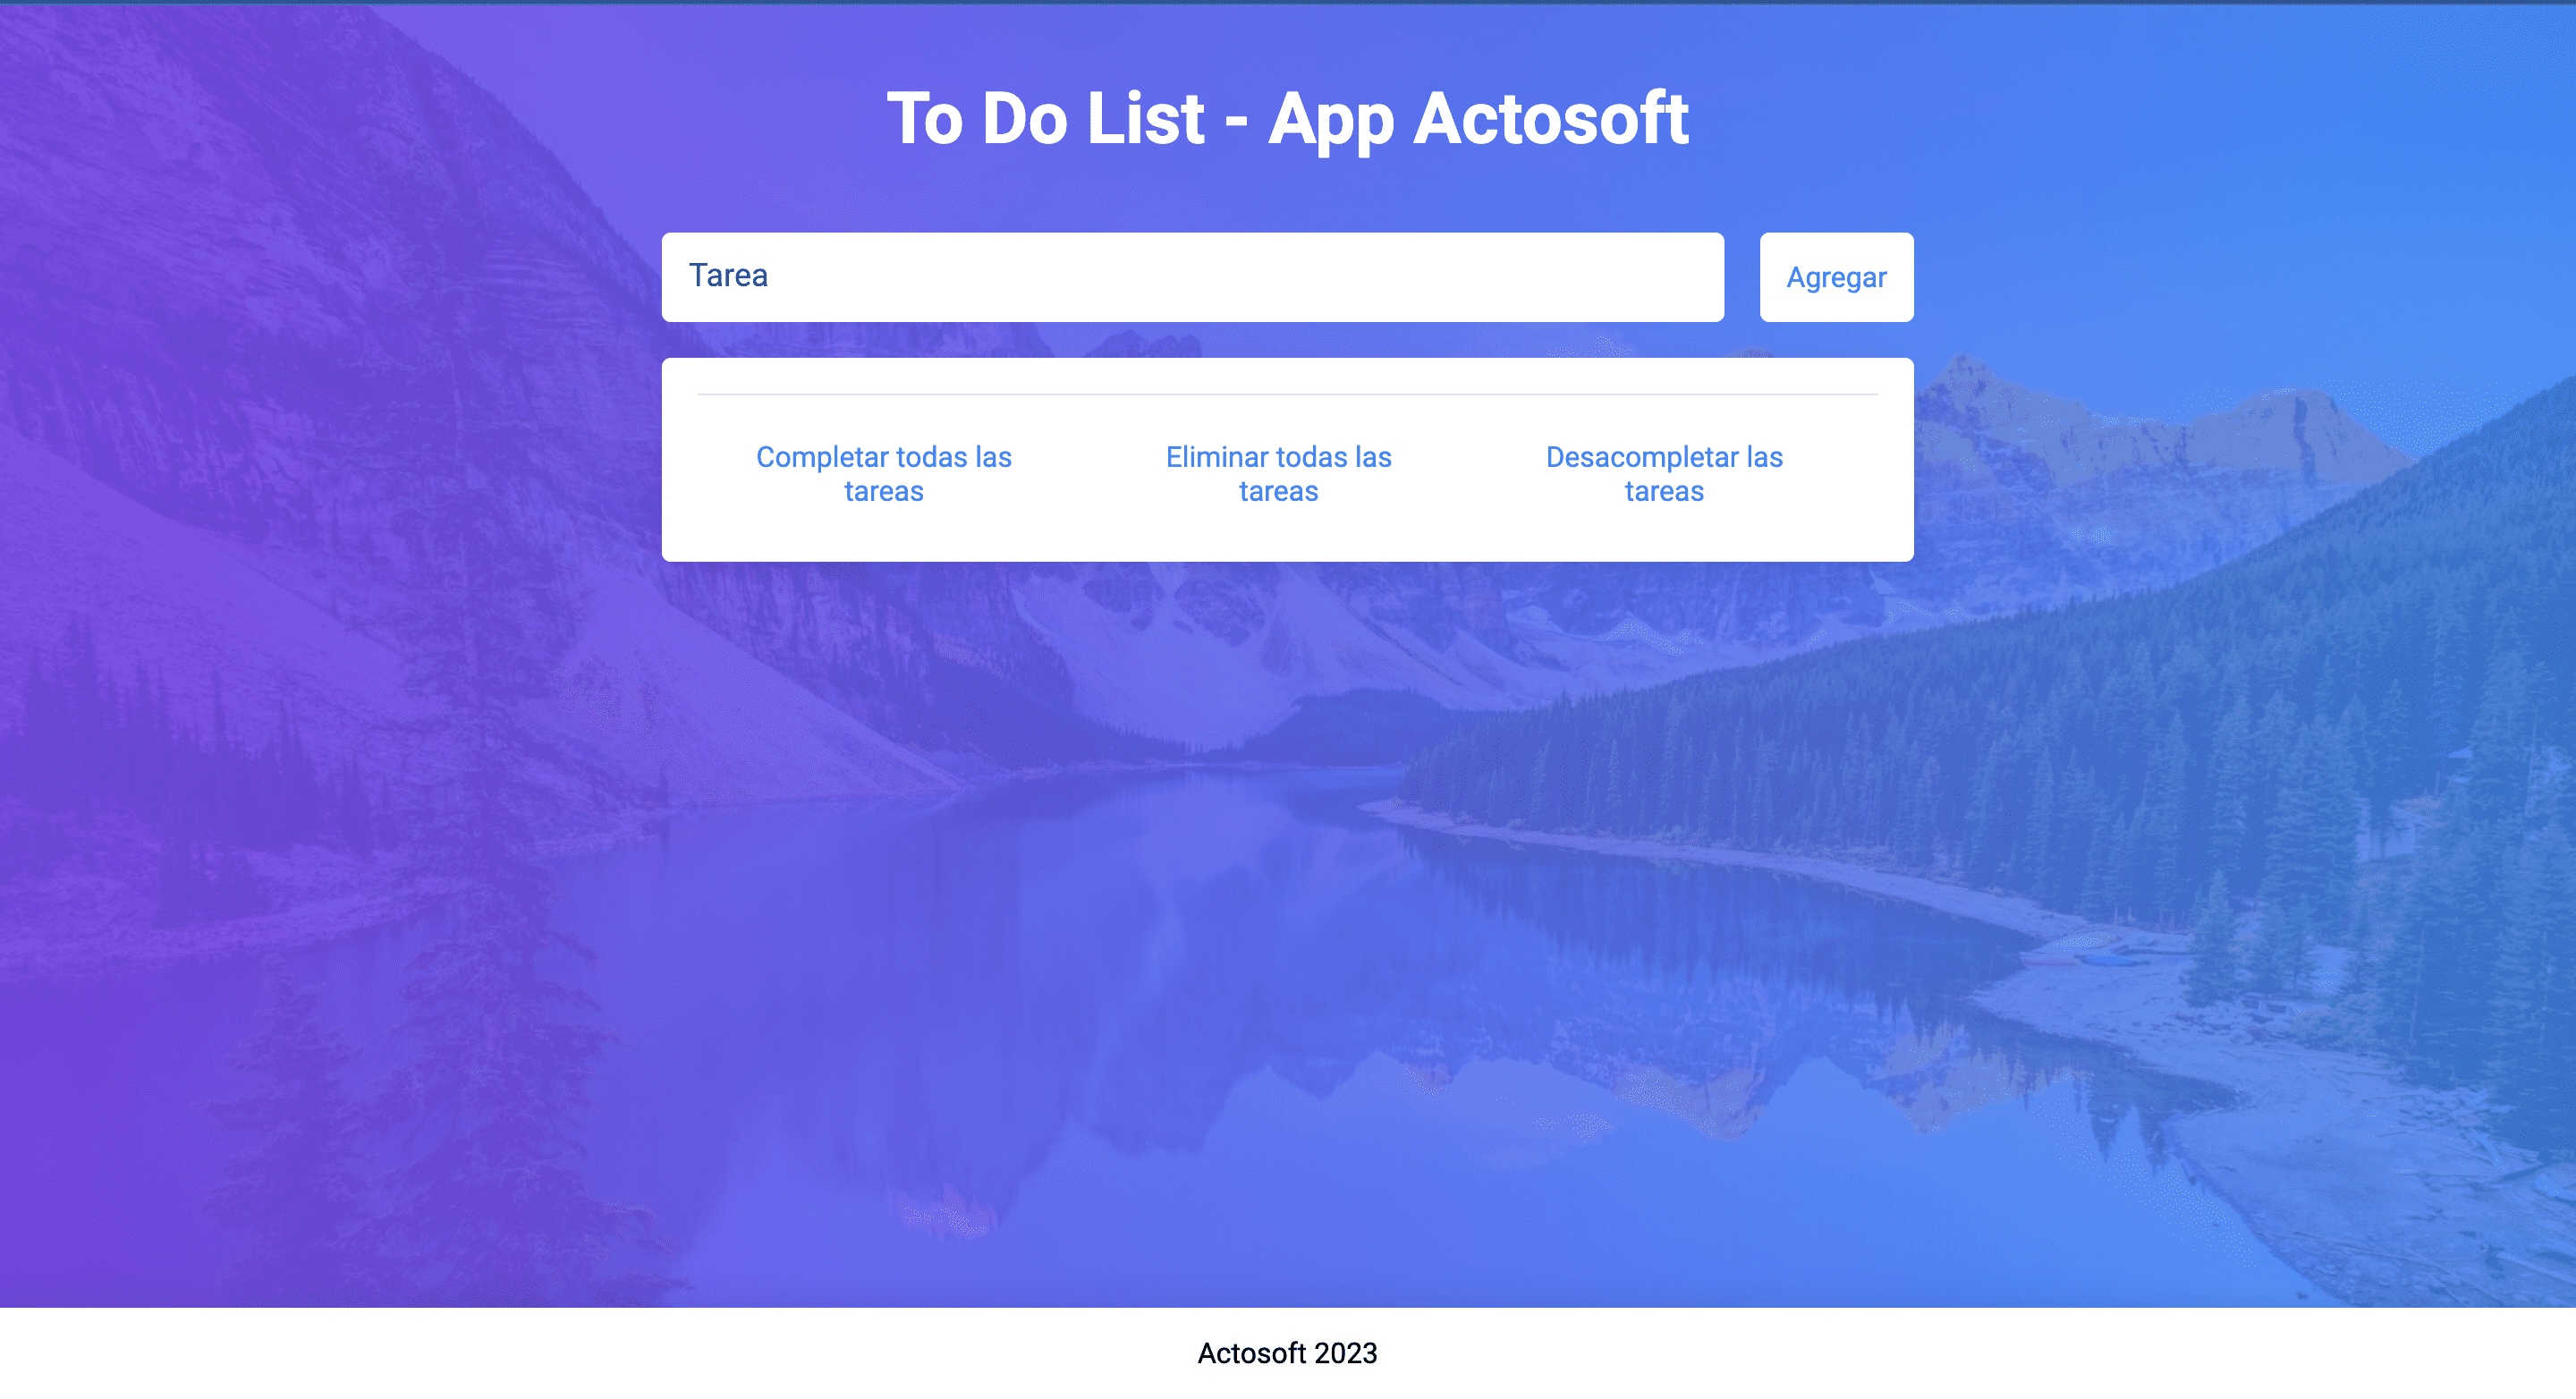 To Do List - App Actosoft
Tarea
Agregar
Completar todas las
tareas
Eliminar todas las
tareas
Desacompletar las
tareas
Actosoft 2023